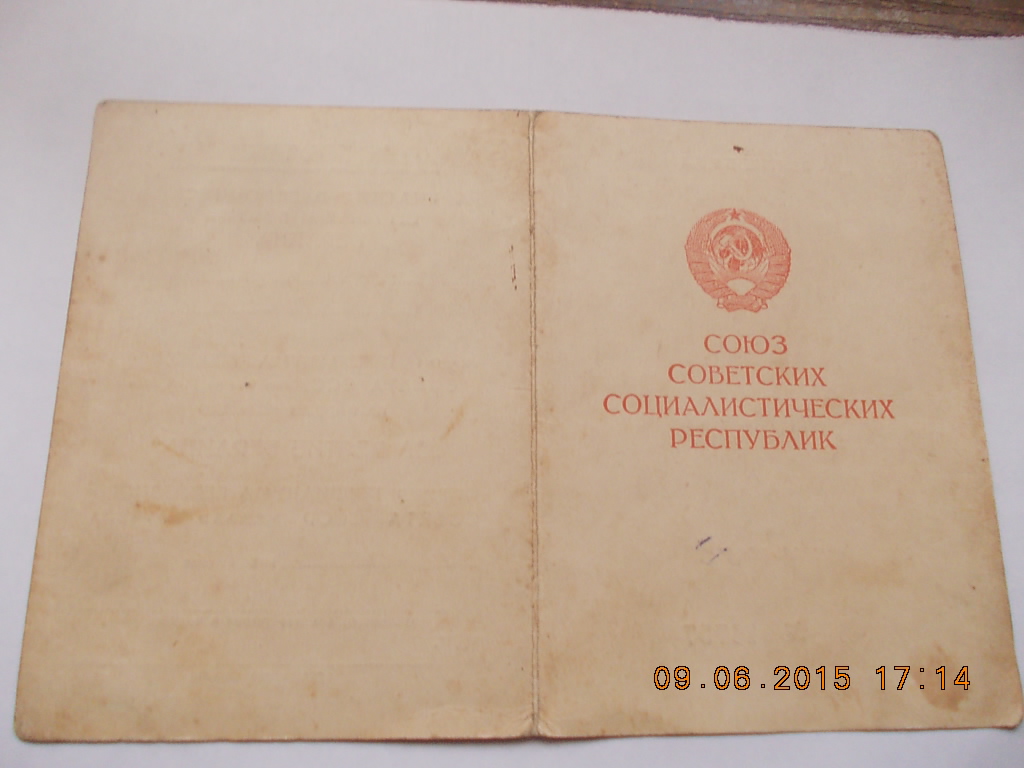 СОЮЗ
СОВЕТСКИХ
СОЦИАЛИСТИЧЕСКИХ
РЕСПУБЛИК
09.06.2015 17:14